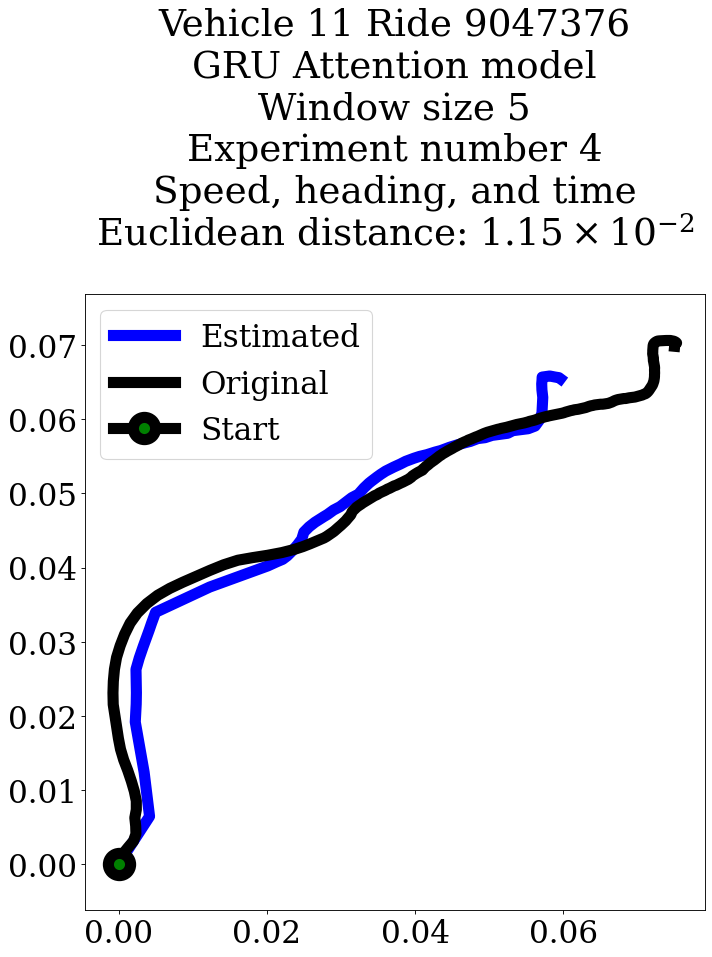 Vehicle 11 Ride 9047376
GRU Attention model
Window size 5
Experiment number 4
Speed, heading, and time
Euclidean distance: 1.15 × 10⁻²
Estimated
Original
Start
0.07
0.06
0.05
0.04
0.03
0.02
0.01
0.00
0.00 0.02 0.04 0.06